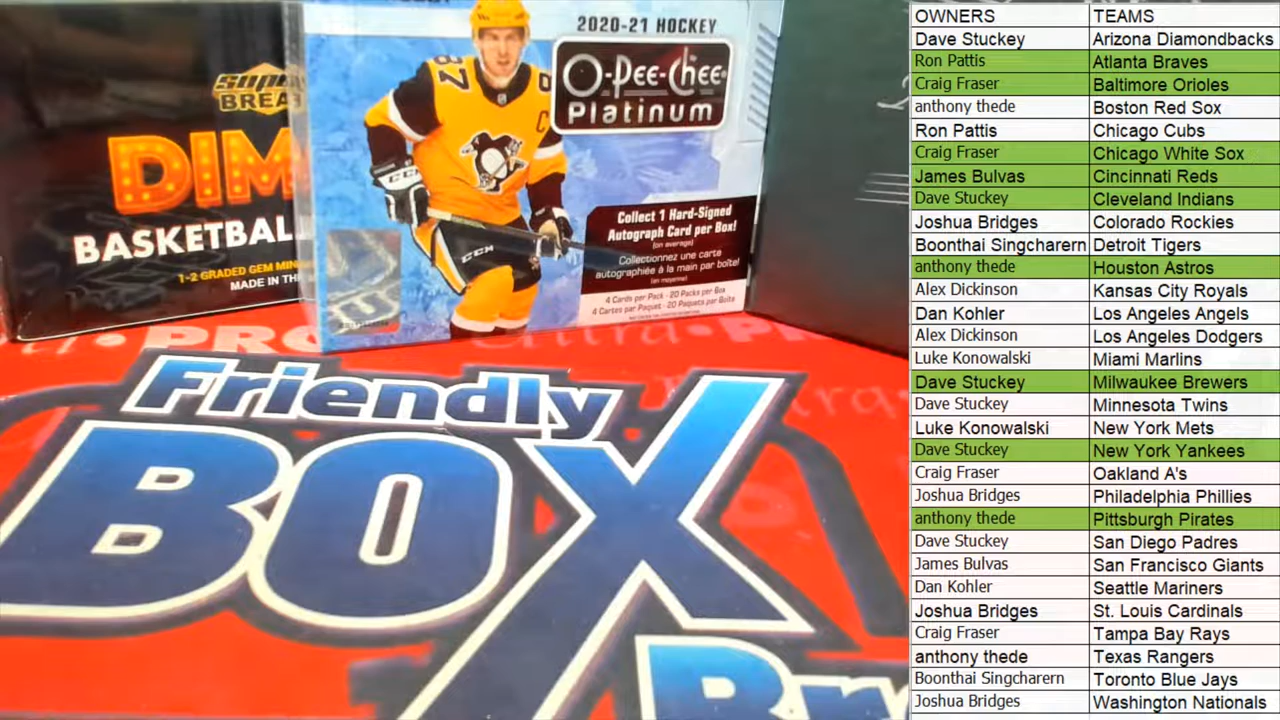 SUPER
BREA
DIM
BASKETBAL
1-2 GRADED GEM MIN
MADE IN TH
2020-21 HOCKEY
O-Pee-Chee
Platinum
87
C
CCM
CCM
Collect 1 Hard-Signed
Autograph Card per Box!
(on average)
Collectionnez une carte
autographiée à la main par boîte!
(en moyenne)
4 Cards per Pack · 20 Packs per Box
4 Cartes par Paquet · 20 Paquets par Boîte
PRO
Ultra·PRO
Friendly
BOX
Br
OWNERS TEAMS
Dave Stuckey Arizona Diamondbacks
Ron Pattis Atlanta Braves
Craig Fraser Baltimore Orioles
anthony thede Boston Red Sox
Ron Pattis Chicago Cubs
Craig Fraser Chicago White Sox
James Bulvas Cincinnati Reds
Dave Stuckey Cleveland Indians
Joshua Bridges Colorado Rockies
Boonthai Singcharern Detroit Tigers
anthony thede Houston Astros
Alex Dickinson Kansas City Royals
Dan Kohler Los Angeles Angels
Alex Dickinson Los Angeles Dodgers
Luke Konowalski Miami Marlins
Dave Stuckey Milwaukee Brewers
Dave Stuckey Minnesota Twins
Luke Konowalski New York Mets
Dave Stuckey New York Yankees
Craig Fraser Oakland A's
Joshua Bridges Philadelphia Phillies
anthony thede Pittsburgh Pirates
Dave Stuckey San Diego Padres
James Bulvas San Francisco Giants
Dan Kohler Seattle Mariners
Joshua Bridges St. Louis Cardinals
Craig Fraser Tampa Bay Rays
anthony thede Texas Rangers
Boonthai Singcharern Toronto Blue Jays
Joshua Bridges Washington Nationals